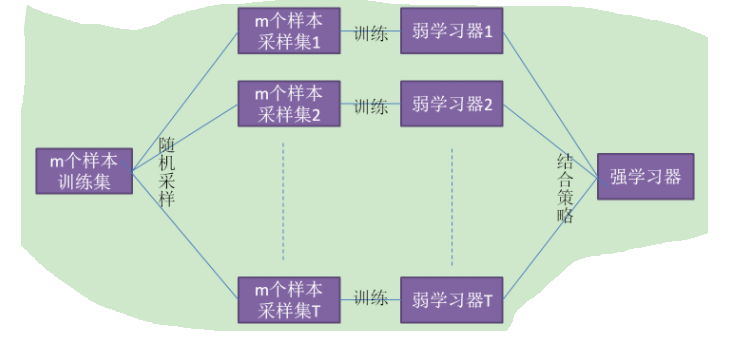 m个样本
训练集
随机采样
m个样本
采样集1
训练
弱学习器1
m个样本
采样集2
训练
弱学习器2
m个样本
采样集T
训练
弱学习器T
结合策略
强学习器